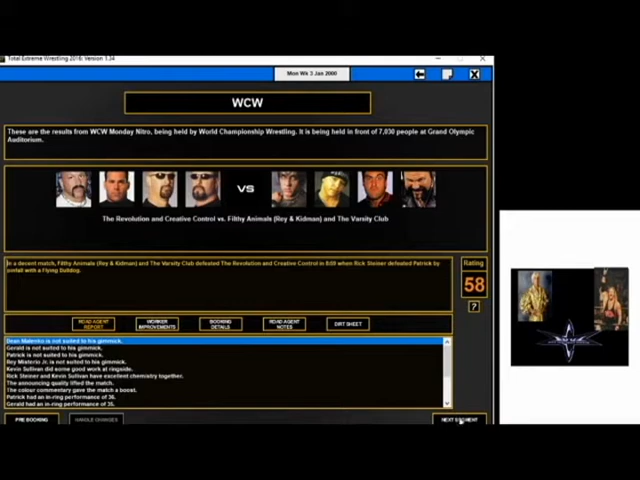 Total Extreme Wrestling 2016: Version 1.34
Mon Wk 3 Jan 2000
WCW
These are the results from WCW Monday Nitro, being held by World Championship Wrestling. It is being held in front of 7,030 people at Grand Olympic
Auditorium.
VS
The Revolution and Creative Control vs. Filthy Animals (Rey & Kidman) and The Varsity Club
In a decent match, Filthy Animals (Rey & Kidman) and The Varsity Club defeated The Revolution and Creative Control in 8:59 when Rick Steiner defeated Patrick by
pinfall with a Flying Bulldog.
Rating
58
?
ROAD AGENT
REPORT
WORKER
IMPROVEMENTS
BOOKING
DETAILS
ROAD AGENT
NOTES
DIRT SHEET
Dean Malenko is not suited to his gimmick.
Gerald is not suited to his gimmick.
Patrick is not suited to his gimmick.
Rey Misterio Jr. is not suited to his gimmick.
Kevin Sullivan did some good work at ringside.
Rick Steiner and Kevin Sullivan have excellent chemistry together.
The announcing quality lifted the match.
The colour commentary gave the match a boost.
Patrick had an in-ring performance of 36.
Gerald had an in-ring performance of 35.
PRE BOOKING
HANDLE CHANGES
NEXT SEGMENT